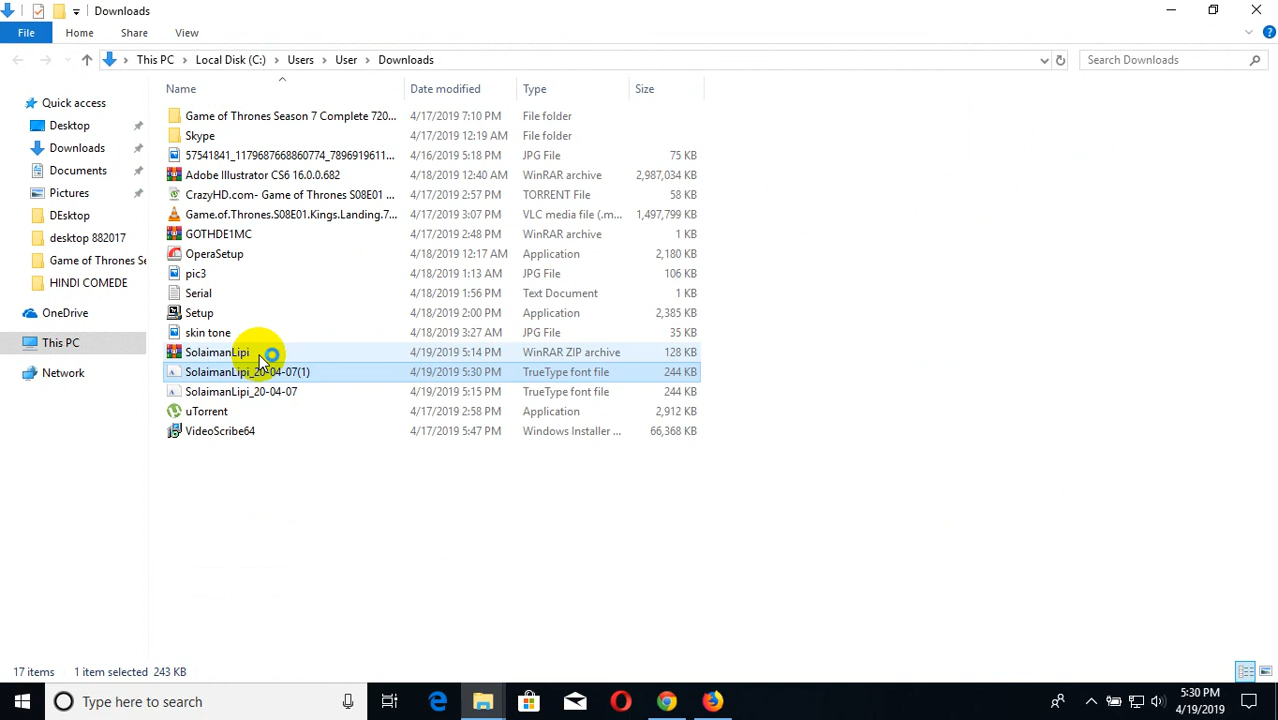 Downloads
File Home Share View
This PC Local Disk (C:) Users User Downloads Search Downloads
Name Date modified Type Size
Quick access
Desktop
Downloads
Documents
Pictures
DEsktop
desktop 882017
Game of Thrones Se
HINDI COMEDE
OneDrive
This PC
Network
Game of Thrones Season 7 Complete 720... 4/17/2019 7:10 PM File folder
Skype 4/17/2019 12:19 AM File folder
57541841_1179687668860774_7896919611... 4/16/2019 5:18 PM JPG File 75 KB
Adobe Illustrator CS6 16.0.0.682 4/18/2019 12:40 AM WinRAR archive 2,987,034 KB
CrazyHD.com- Game of Thrones S08E01 ... 4/17/2019 2:57 PM TORRENT File 58 KB
Game.of.Thrones.S08E01.Kings.Landing.7... 4/17/2019 3:07 PM VLC media file (.m... 1,497,799 KB
GOTHDE1MC 4/17/2019 2:48 PM WinRAR archive 1 KB
OperaSetup 4/18/2019 12:17 AM Application 2,180 KB
pic3 4/18/2019 1:13 AM JPG File 106 KB
Serial 4/18/2019 1:56 PM Text Document 1 KB
Setup 4/18/2019 2:00 PM Application 2,385 KB
skin tone 4/18/2019 3:27 AM JPG File 35 KB
SolaimanLipi 4/19/2019 5:14 PM WinRAR ZIP archive 128 KB
SolaimanLipi_20-04-07(1) 4/19/2019 5:30 PM TrueType font file 244 KB
SolaimanLipi_20-04-07 4/19/2019 5:15 PM TrueType font file 244 KB
uTorrent 4/17/2019 2:58 PM Application 2,912 KB
VideoScribe64 4/17/2019 5:47 PM Windows Installer ... 66,368 KB
17 items 1 item selected 243 KB
Type here to search
5:30 PM
4/19/2019